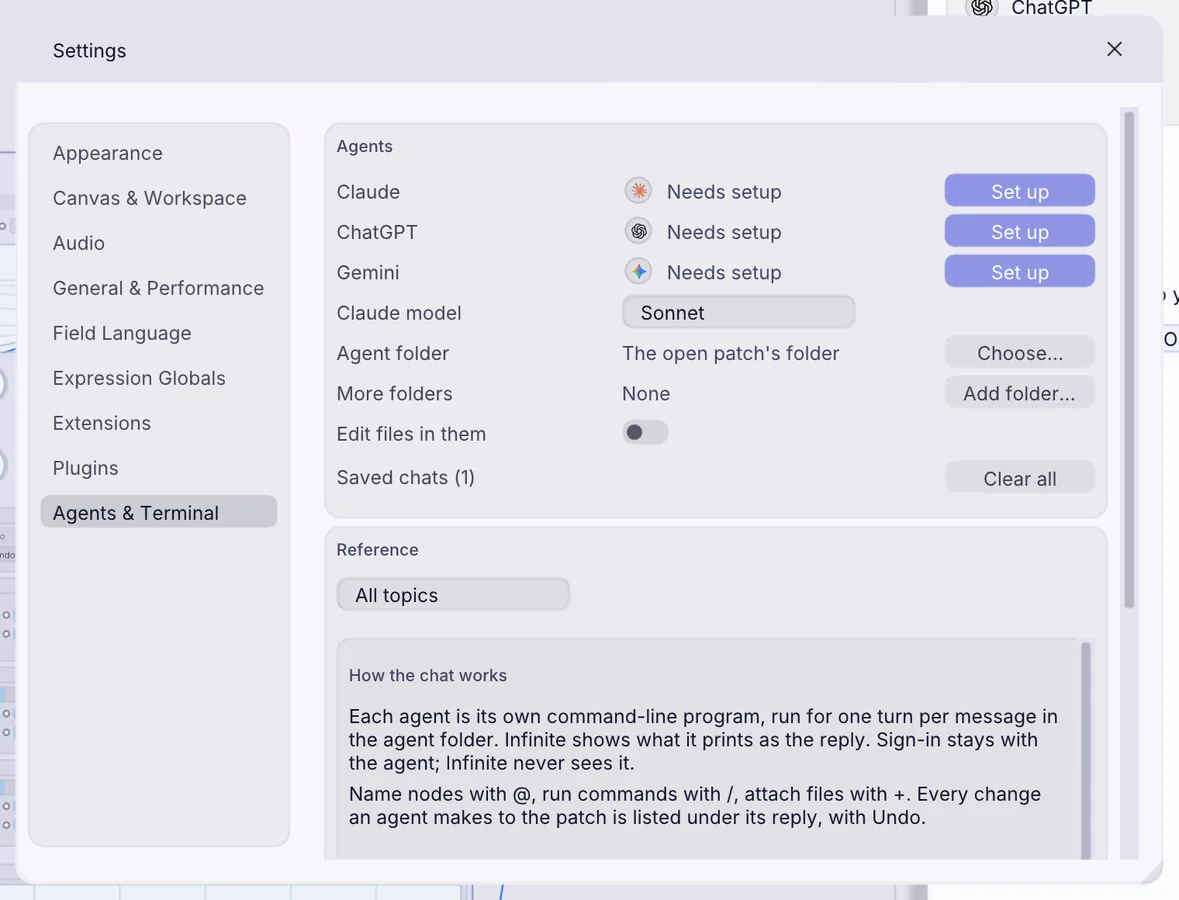 ChatGPT
Settings
Appearance
Canvas & Workspace
Audio
General & Performance
Field Language
Expression Globals
Extensions
Plugins
Agents & Terminal
Agents
Claude Needs setup Set up
ChatGPT Needs setup Set up
Gemini Needs setup Set up
Claude model Sonnet
Agent folder The open patch's folder Choose...
More folders None Add folder...
Edit files in them
Saved chats (1) Clear all
Reference
All topics
How the chat works
Each agent is its own command-line program, run for one turn per message in
the agent folder. Infinite shows what it prints as the reply. Sign-in stays with
the agent; Infinite never sees it.
Name nodes with @, run commands with /, attach files with +. Every change
an agent makes to the patch is listed under its reply, with Undo.